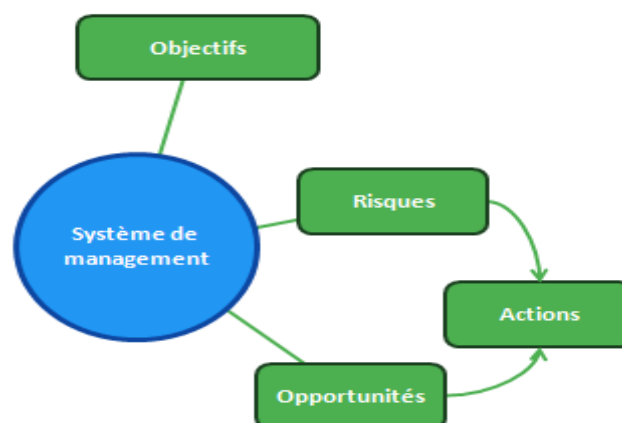 Objectifs
Risques
Système de
management
Actions
Opportunités